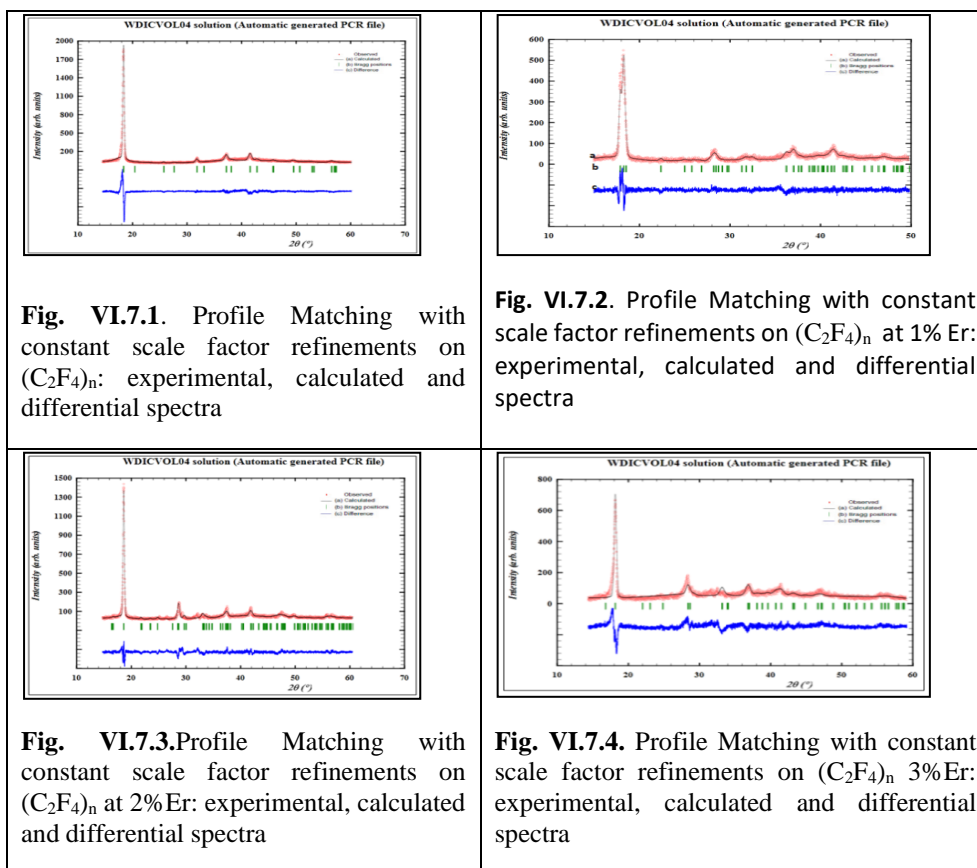 WDICVOL04 solution (Automatic generated PCR file)
2000
1800
1500
1200
900
500
200
Intensity (arb. units)
Observed
(a) Calculated
(b) Bragg positions
(c) Difference
10 20 30 40 50 60 70
2θ (°)
Fig. VI.7.1. Profile Matching with
constant scale factor refinements on
(C₂F₄)ₙ: experimental, calculated and
differential spectra
WDICVOL04 solution (Automatic generated PCR file)
600
500
400
300
200
100
0
Intensity (arb. units)
Observed
(a) Calculated
(b) Bragg positions
(c) Difference
a
b
c
10 20 30 40 50
2θ (°)
Fig. VI.7.2. Profile Matching with constant
scale factor refinements on (C₂F₄)ₙ at 1% Er:
experimental, calculated and differential
spectra
WDICVOL04 solution (Automatic generated PCR file)
1500
1300
1100
900
700
500
300
100
Intensity (arb. units)
Observed
(a) Calculated
(b) Bragg positions
(c) Difference
10 20 30 40 50 60 70
2θ (°)
Fig. VI.7.3.Profile Matching with
constant scale factor refinements on
(C₂F₄)ₙ at 2%Er: experimental, calculated
and differential spectra
WDICVOL04 solution (Automatic generated PCR file)
800
600
400
200
0
Intensity (arb. units)
Observed
(a) Calculated
(b) Bragg positions
(c) Difference
10 20 30 40 50 60
2θ (°)
Fig. VI.7.4. Profile Matching with constant
scale factor refinements on (C₂F₄)ₙ 3%Er:
experimental, calculated and differential
spectra